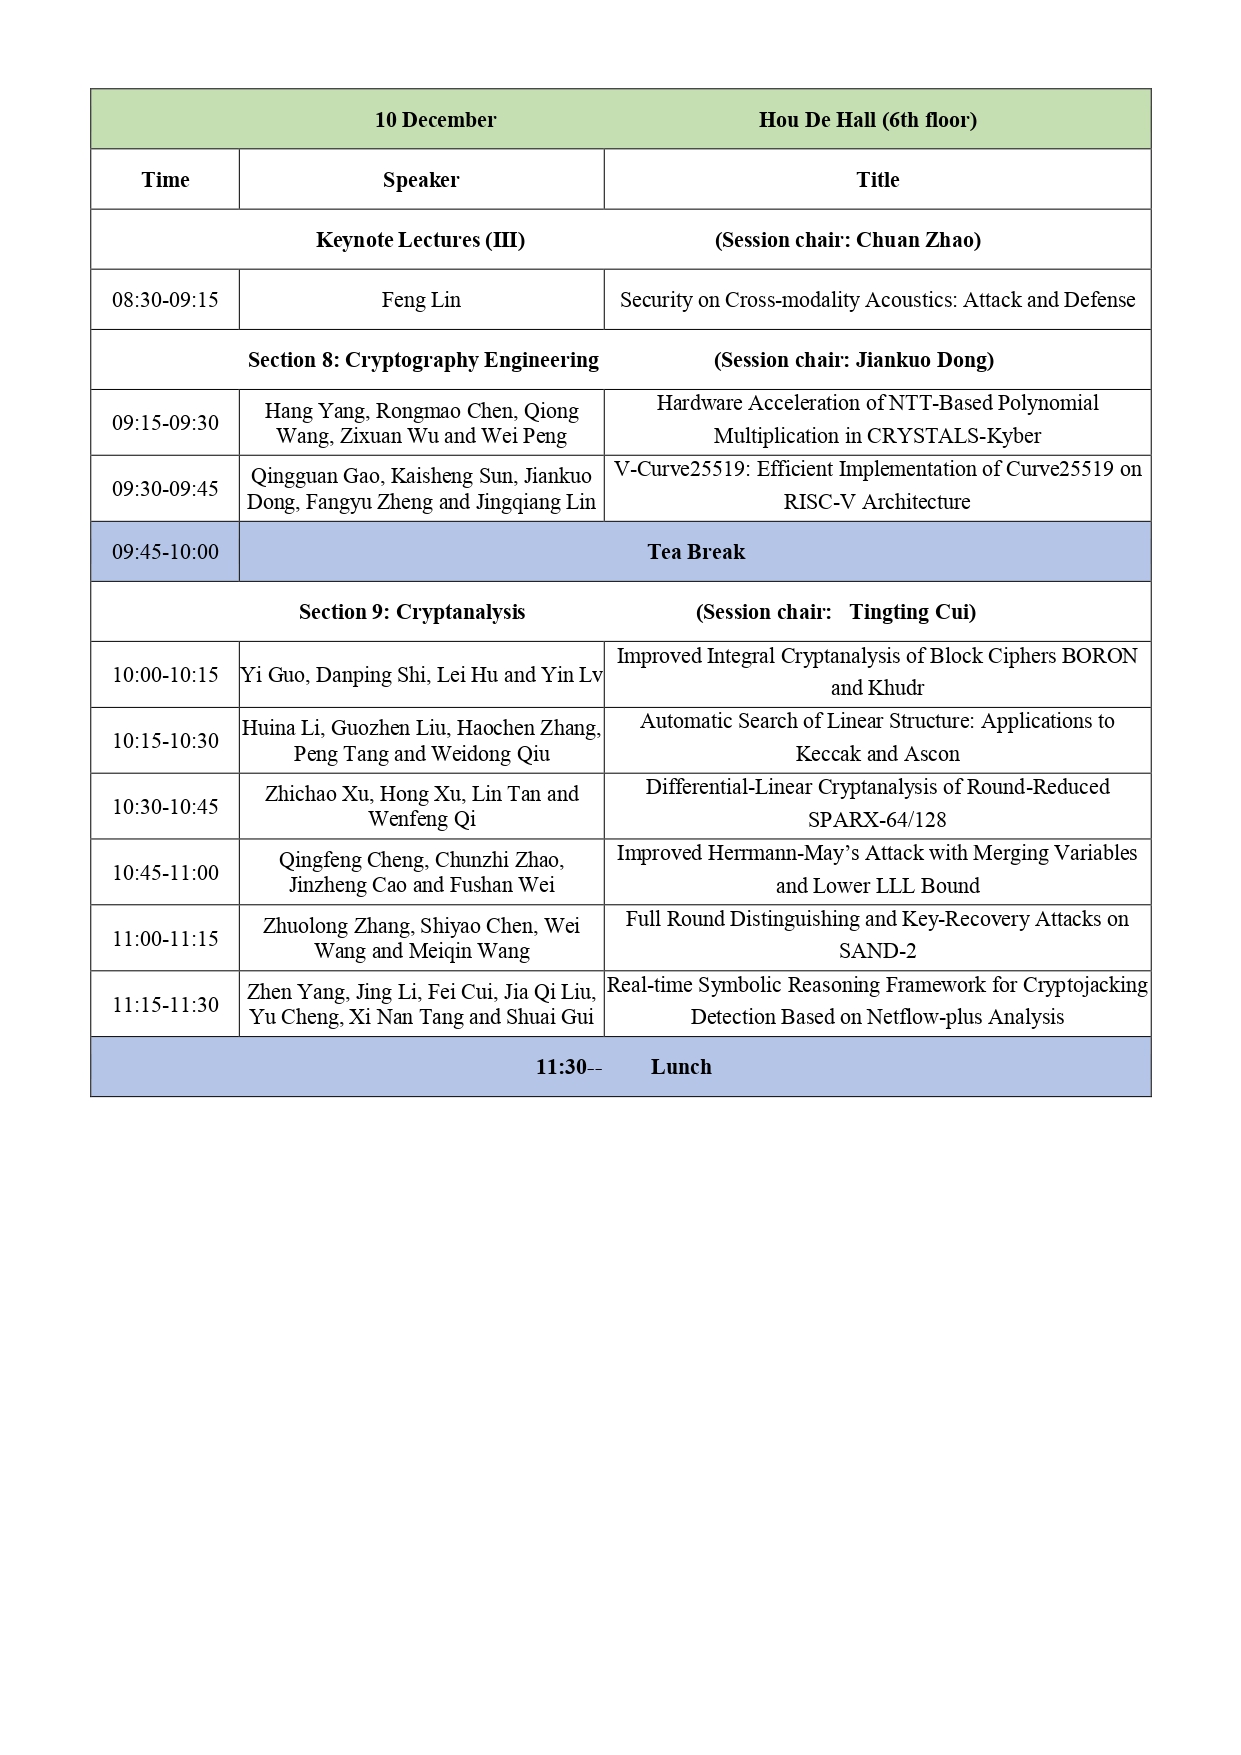 10 December Hou De Hall (6th floor)
Time Speaker Title
Keynote Lectures (III) (Session chair: Chuan Zhao)
08:30-09:15 Feng Lin Security on Cross-modality Acoustics: Attack and Defense
Section 8: Cryptography Engineering (Session chair: Jiankuo Dong)
09:15-09:30
Hang Yang, Rongmao Chen, Qiong
Wang, Zixuan Wu and Wei Peng
Hardware Acceleration of NTT-Based Polynomial
Multiplication in CRYSTALS-Kyber
09:30-09:45
Qingguan Gao, Kaisheng Sun, Jiankuo
Dong, Fangyu Zheng and Jingqiang Lin
V-Curve25519: Efficient Implementation of Curve25519 on
RISC-V Architecture
09:45-10:00 Tea Break
Section 9: Cryptanalysis (Session chair: Tingting Cui)
10:00-10:15
Yi Guo, Danping Shi, Lei Hu and Yin Lv
Improved Integral Cryptanalysis of Block Ciphers BORON
and Khudr
10:15-10:30
Huina Li, Guozhen Liu, Haochen Zhang,
Peng Tang and Weidong Qiu
Automatic Search of Linear Structure: Applications to
Keccak and Ascon
10:30-10:45
Zhichao Xu, Hong Xu, Lin Tan and
Wenfeng Qi
Differential-Linear Cryptanalysis of Round-Reduced
SPARX-64/128
10:45-11:00
Qingfeng Cheng, Chunzhi Zhao,
Jinzheng Cao and Fushan Wei
Improved Herrmann-May’s Attack with Merging Variables
and Lower LLL Bound
11:00-11:15
Zhuolong Zhang, Shiyao Chen, Wei
Wang and Meiqin Wang
Full Round Distinguishing and Key-Recovery Attacks on
SAND-2
11:15-11:30
Zhen Yang, Jing Li, Fei Cui, Jia Qi Liu,
Yu Cheng, Xi Nan Tang and Shuai Gui
Real-time Symbolic Reasoning Framework for Cryptojacking
Detection Based on Netflow-plus Analysis
11:30-- Lunch